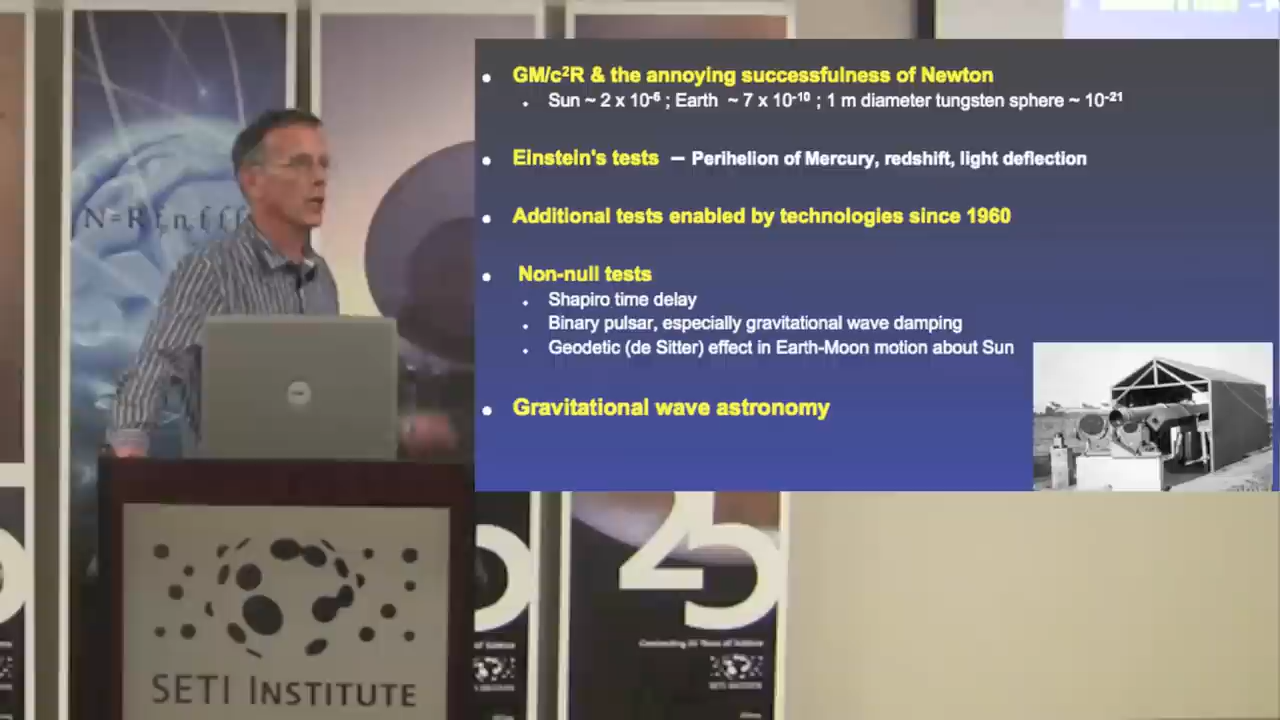 GM/c²R & the annoying successfulness of Newton
Sun ~ 2 x 10⁻⁶ ; Earth ~ 7 x 10⁻¹⁰ ; 1 m diameter tungsten sphere ~ 10⁻²¹
Einstein's tests – Perihelion of Mercury, redshift, light deflection
Additional tests enabled by technologies since 1960
Non-null tests
Shapiro time delay
Binary pulsar, especially gravitational wave damping
Geodetic (de Sitter) effect in Earth-Moon motion about Sun
Gravitational wave astronomy
25
SETI INSTITUTE
SETI INSTITUTE